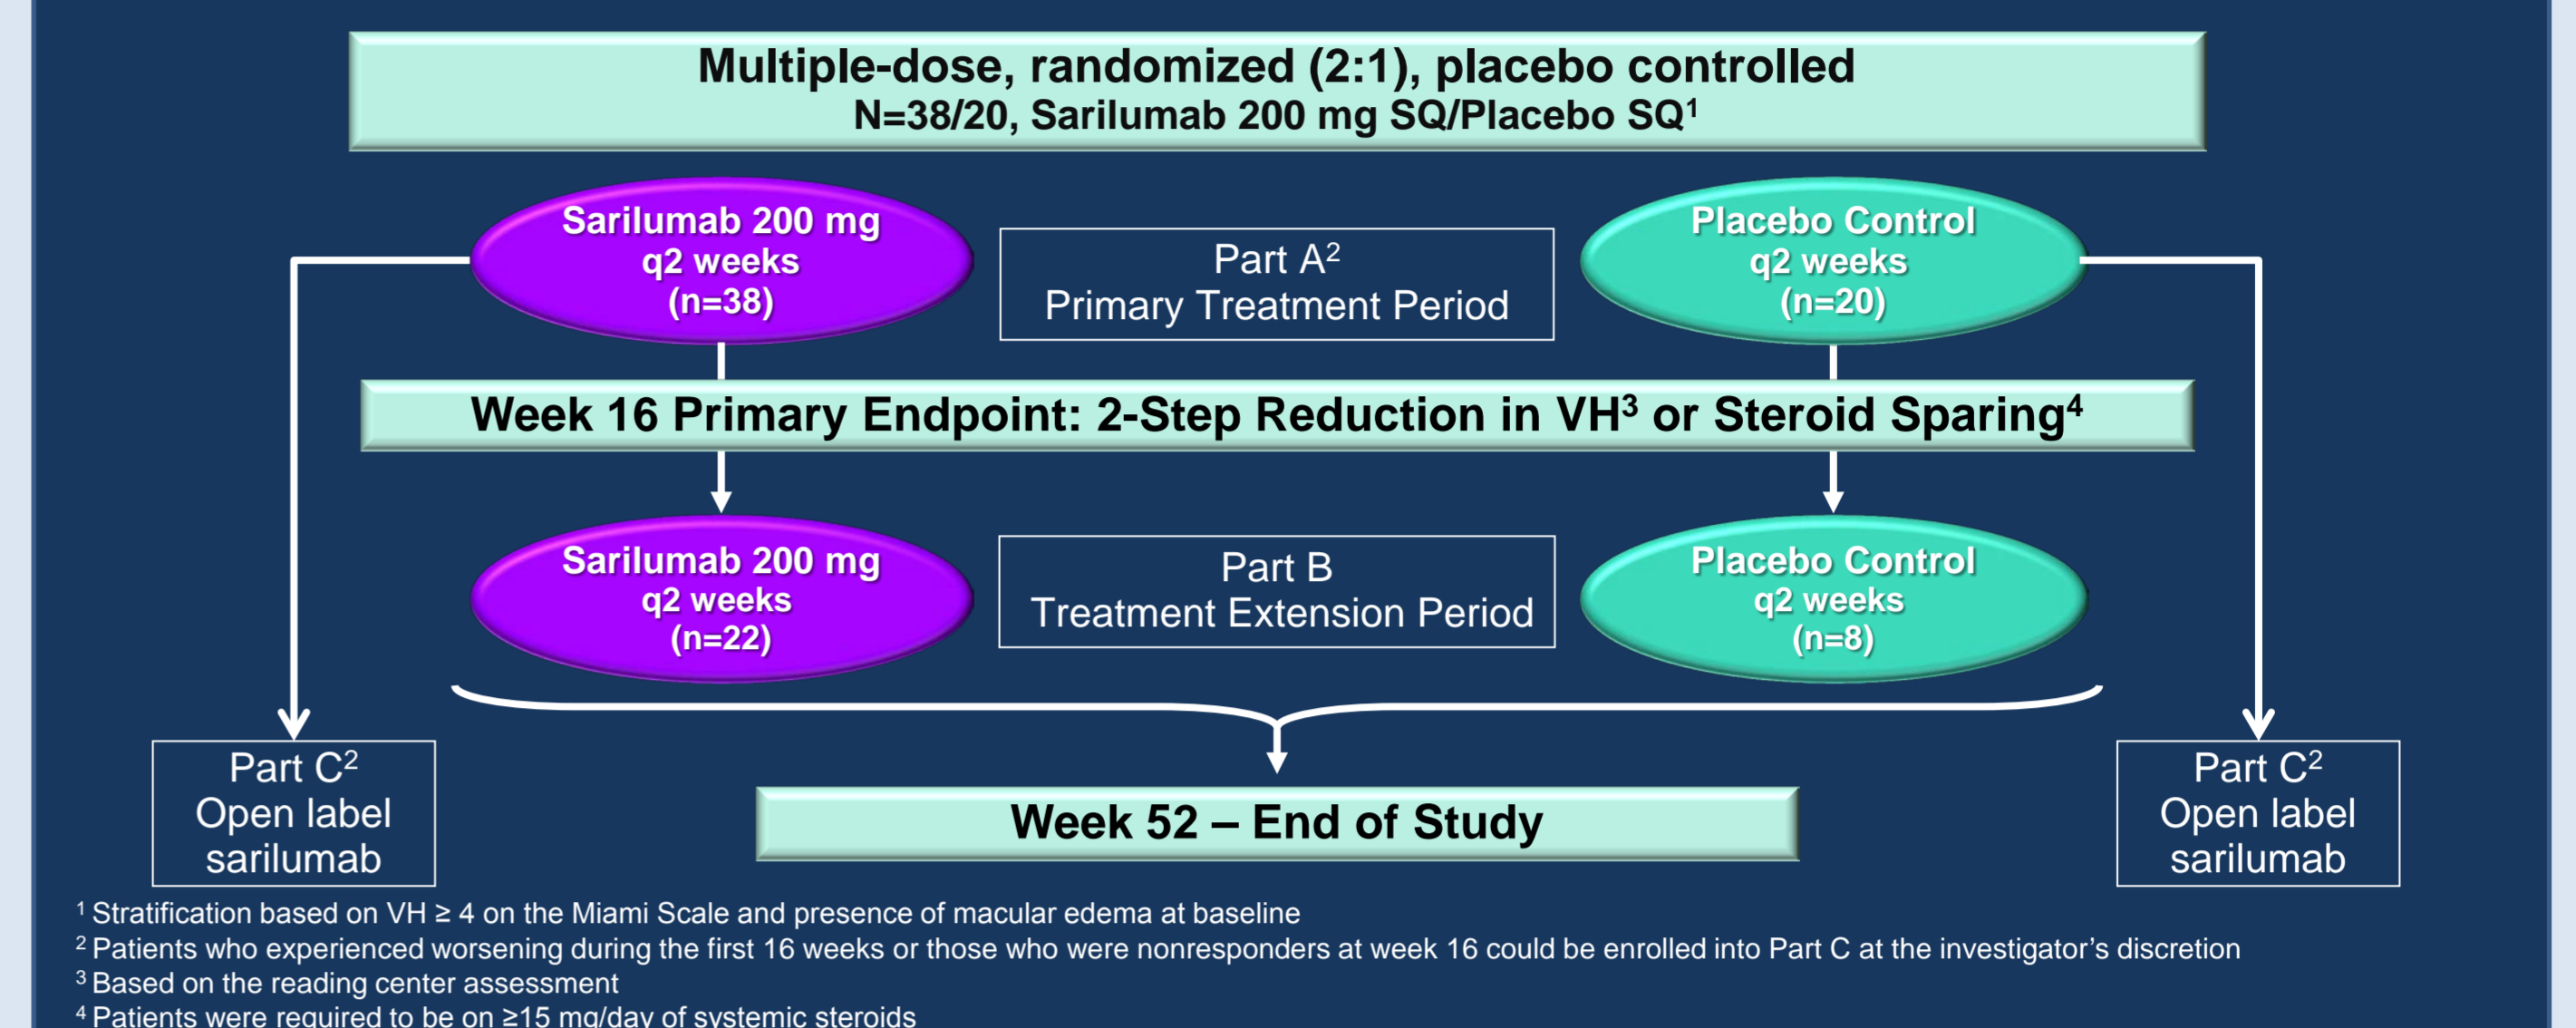 Multiple-dose, randomized (2:1), placebo controlled
N=38/20, Sarilumab 200 mg SQ/Placebo SQ¹
Sarilumab 200 mg
q2 weeks
(n=38)
Part A²
Primary Treatment Period
Placebo Control
q2 weeks
(n=20)
Week 16 Primary Endpoint: 2-Step Reduction in VH³ or Steroid Sparing⁴
Sarilumab 200 mg
q2 weeks
(n=22)
Part B
Treatment Extension Period
Placebo Control
q2 weeks
(n=8)
Part C²
Open label
sarilumab
Week 52 – End of Study
Part C²
Open label
sarilumab
¹ Stratification based on VH ≥ 4 on the Miami Scale and presence of macular edema at baseline
² Patients who experienced worsening during the first 16 weeks or those who were nonresponders at week 16 could be enrolled into Part C at the investigator’s discretion
³ Based on the reading center assessment
⁴ Patients were required to be on ≥15 mg/day of systemic steroids